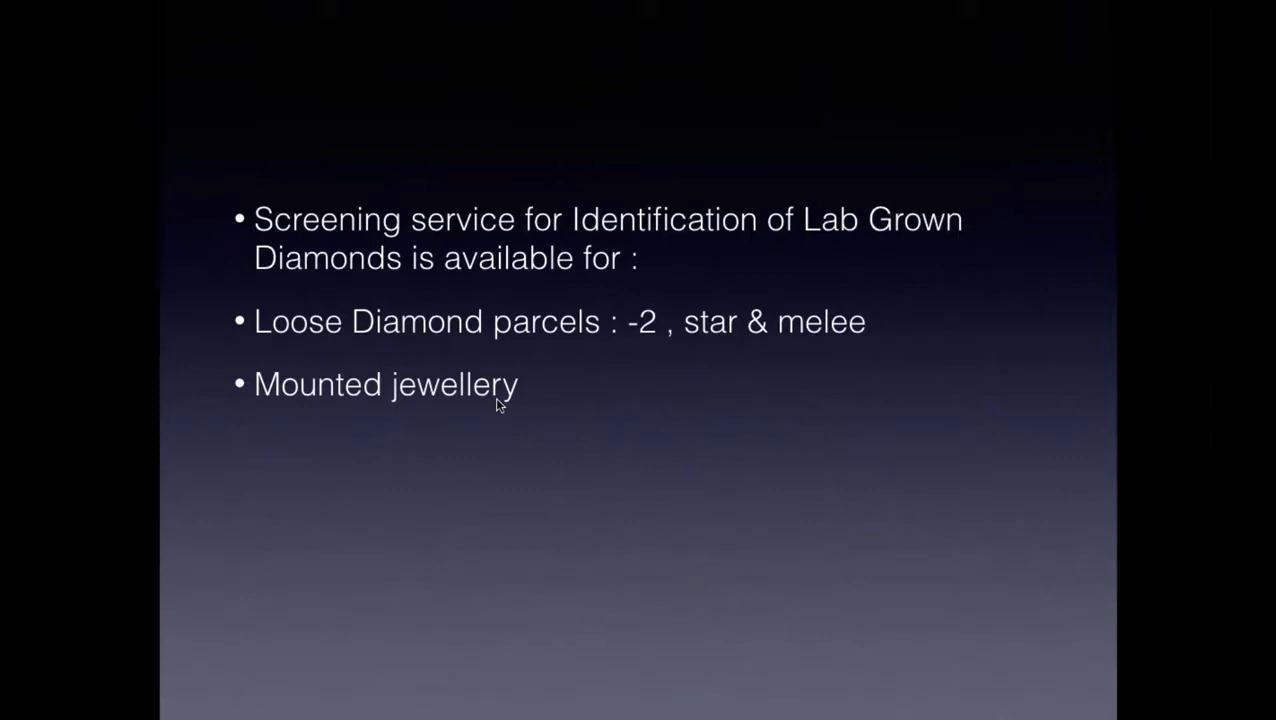 • Screening service for Identification of Lab Grown
Diamonds is available for :
• Loose Diamond parcels : -2 , star & melee
• Mounted jewellery